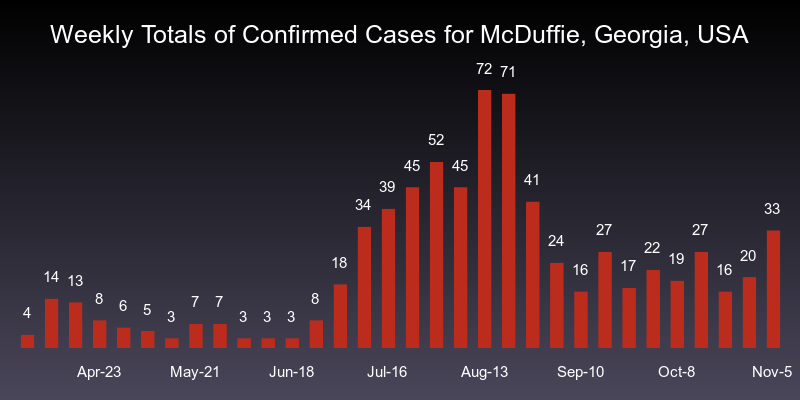 Weekly Totals of Confirmed Cases for McDuffie, Georgia, USA
4 14 13 8 6 5 3 7 7 3 3 3 8 18 34 39 45 52 45 72 71 41 24 16 27 17 22 19 27 16 20 33
Apr-23 May-21 Jun-18 Jul-16 Aug-13 Sep-10 Oct-8 Nov-5